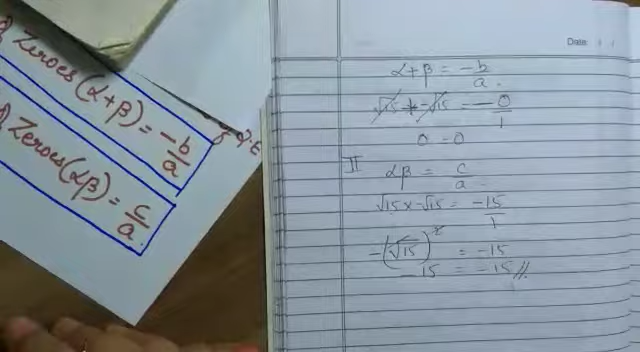 Zeroes (α+β) = -b/a
Zeroes (αβ) = c/a
Date
α+β = -b/a
√15 + -√15 = -0/1
0 = 0
II αβ = c/a
√15 x -√15 = -15/1
-(√15)² = -15
-15 = -15 //